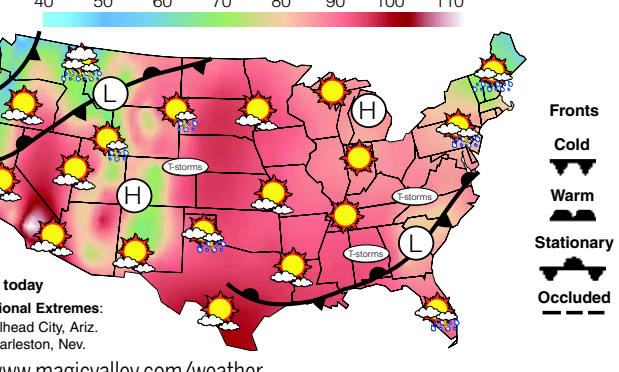 40 50 60 70 80 90 100 110
L
H
Fronts
Cold
T-storms
H
T-storms
Warm
L
T-storms
Stationary
today
ional Extremes:
Occluded
lhead City, Ariz.
arleston, Nev.
www.magicvalley.com/weather